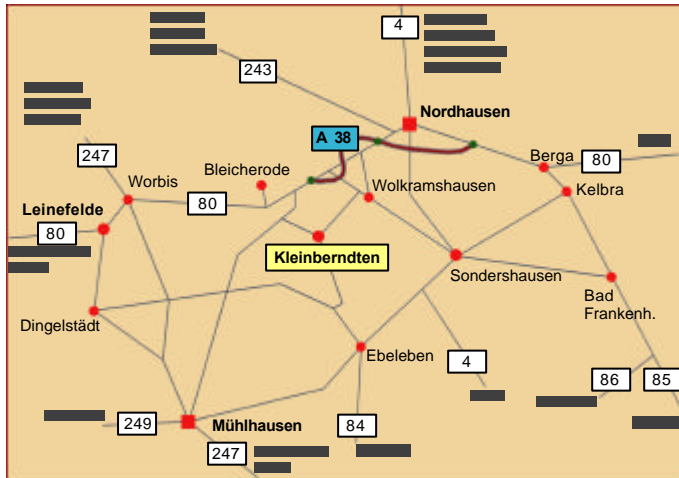 4
243
Nordhausen
A 38
247
Berga
80
Bleicherode
Worbis
Wolkramshausen
Kelbra
80
Leinefelde
80
Kleinberndten
Sondershausen
Bad
Frankenh.
Dingelstädt
Ebeleben
4
86
85
249
Mühlhausen
84
247